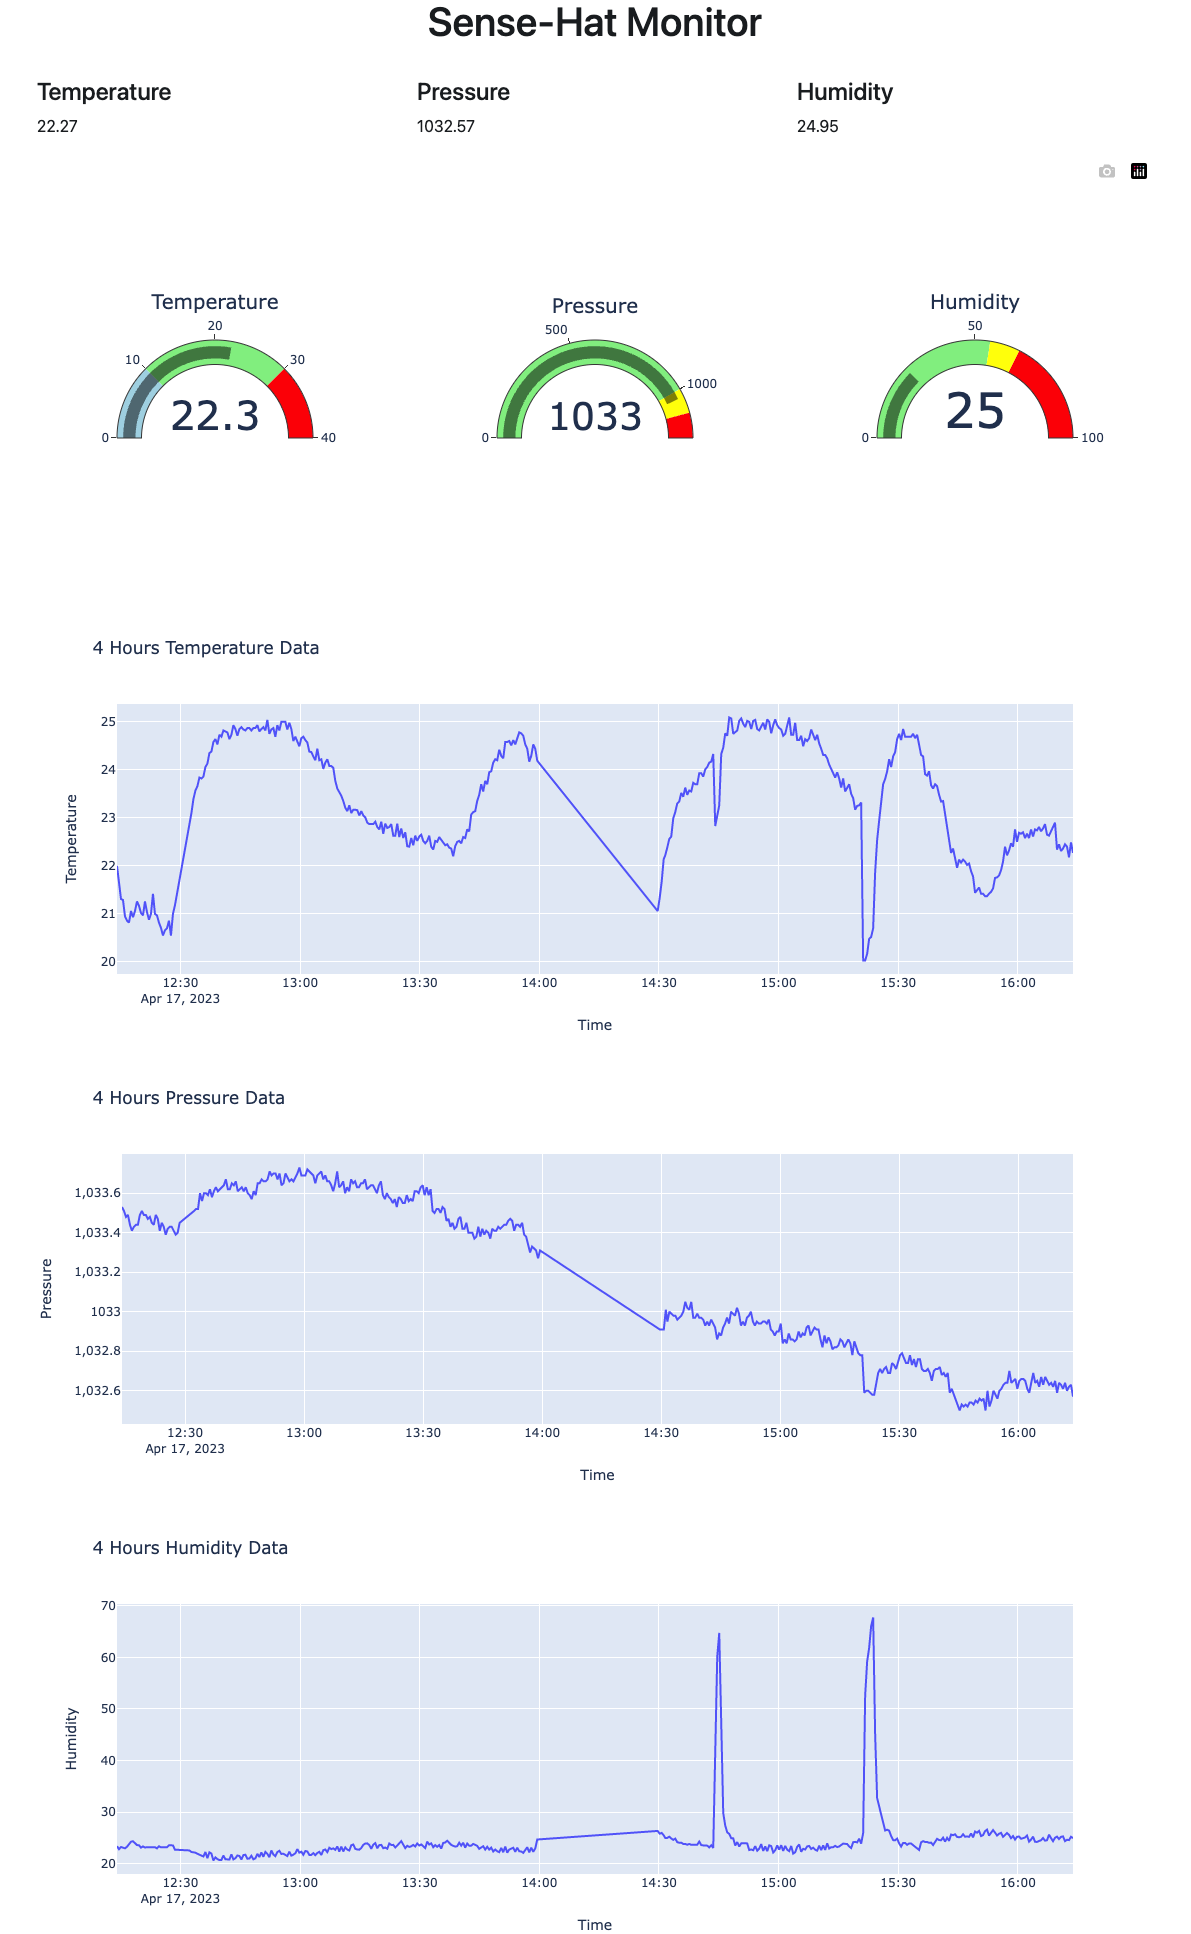 Sense-Hat Monitor
Temperature Pressure Humidity
22.27 1032.57 24.95
Temperature
0 10 20 30 40
22.3
Pressure
0 500 1000
1033
Humidity
0 50 100
25
4 Hours Temperature Data
Temperature
25
24
23
22
21
20
12:30 13:00 13:30 14:00 14:30 15:00 15:30 16:00
Apr 17, 2023
Time
4 Hours Pressure Data
Pressure
1,033.6
1,033.4
1,033.2
1033
1,032.8
1,032.6
12:30 13:00 13:30 14:00 14:30 15:00 15:30 16:00
Apr 17, 2023
Time
4 Hours Humidity Data
Humidity
70
60
50
40
30
20
12:30 13:00 13:30 14:00 14:30 15:00 15:30 16:00
Apr 17, 2023
Time